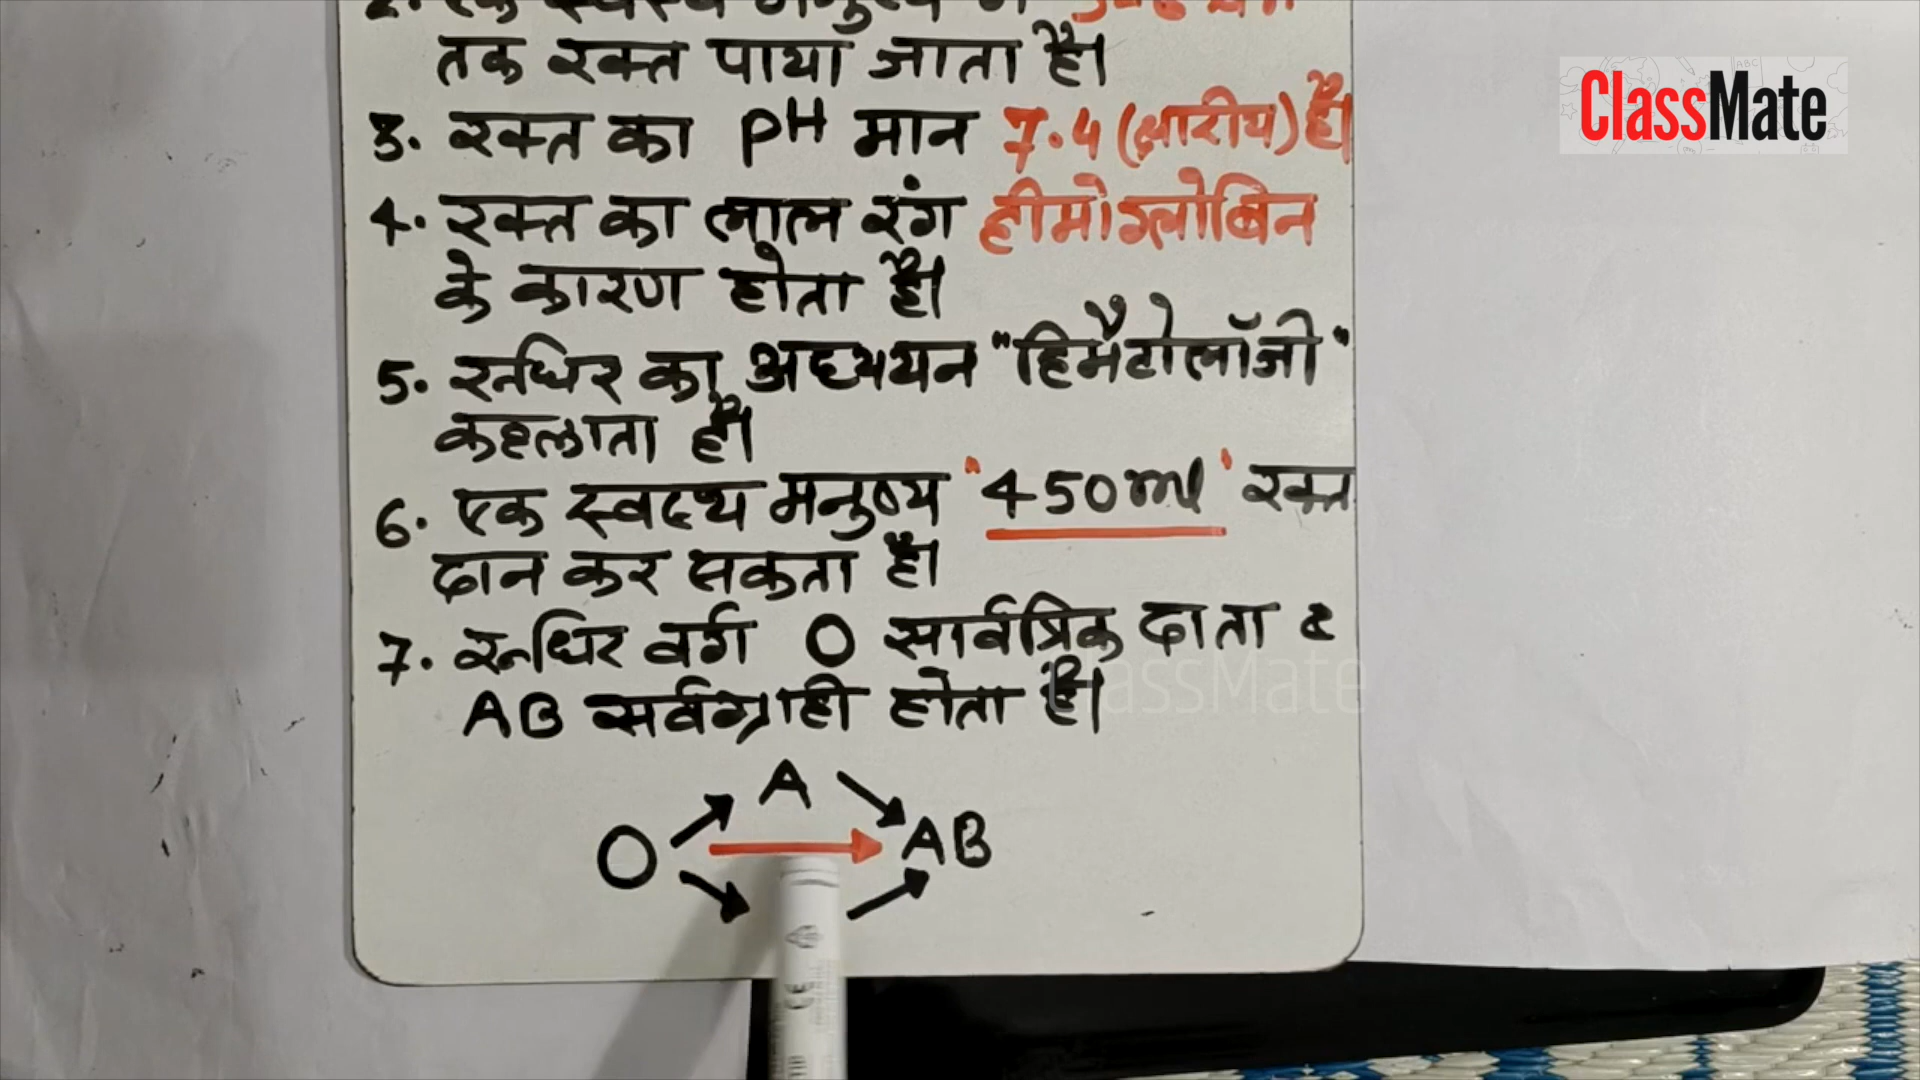 तक रक्त पाया जाता है।
ClassMate
3. रक्त का PH मान 7.4 (क्षारीय) है।
4. रक्त का लाल रंग हीमोग्लोबिन
के कारण होता है।
5. रुधिर का अध्ययन "हिमैटोलॉजी"
कहलाता है।
6. एक स्वस्थ मनुष्य "450ml" रक्त
दान कर सकता है।
7. रुधिर वर्ग O सार्वत्रिक दाता &
AB सर्वग्राही होता है।
ClassMate
A
O AB
CE